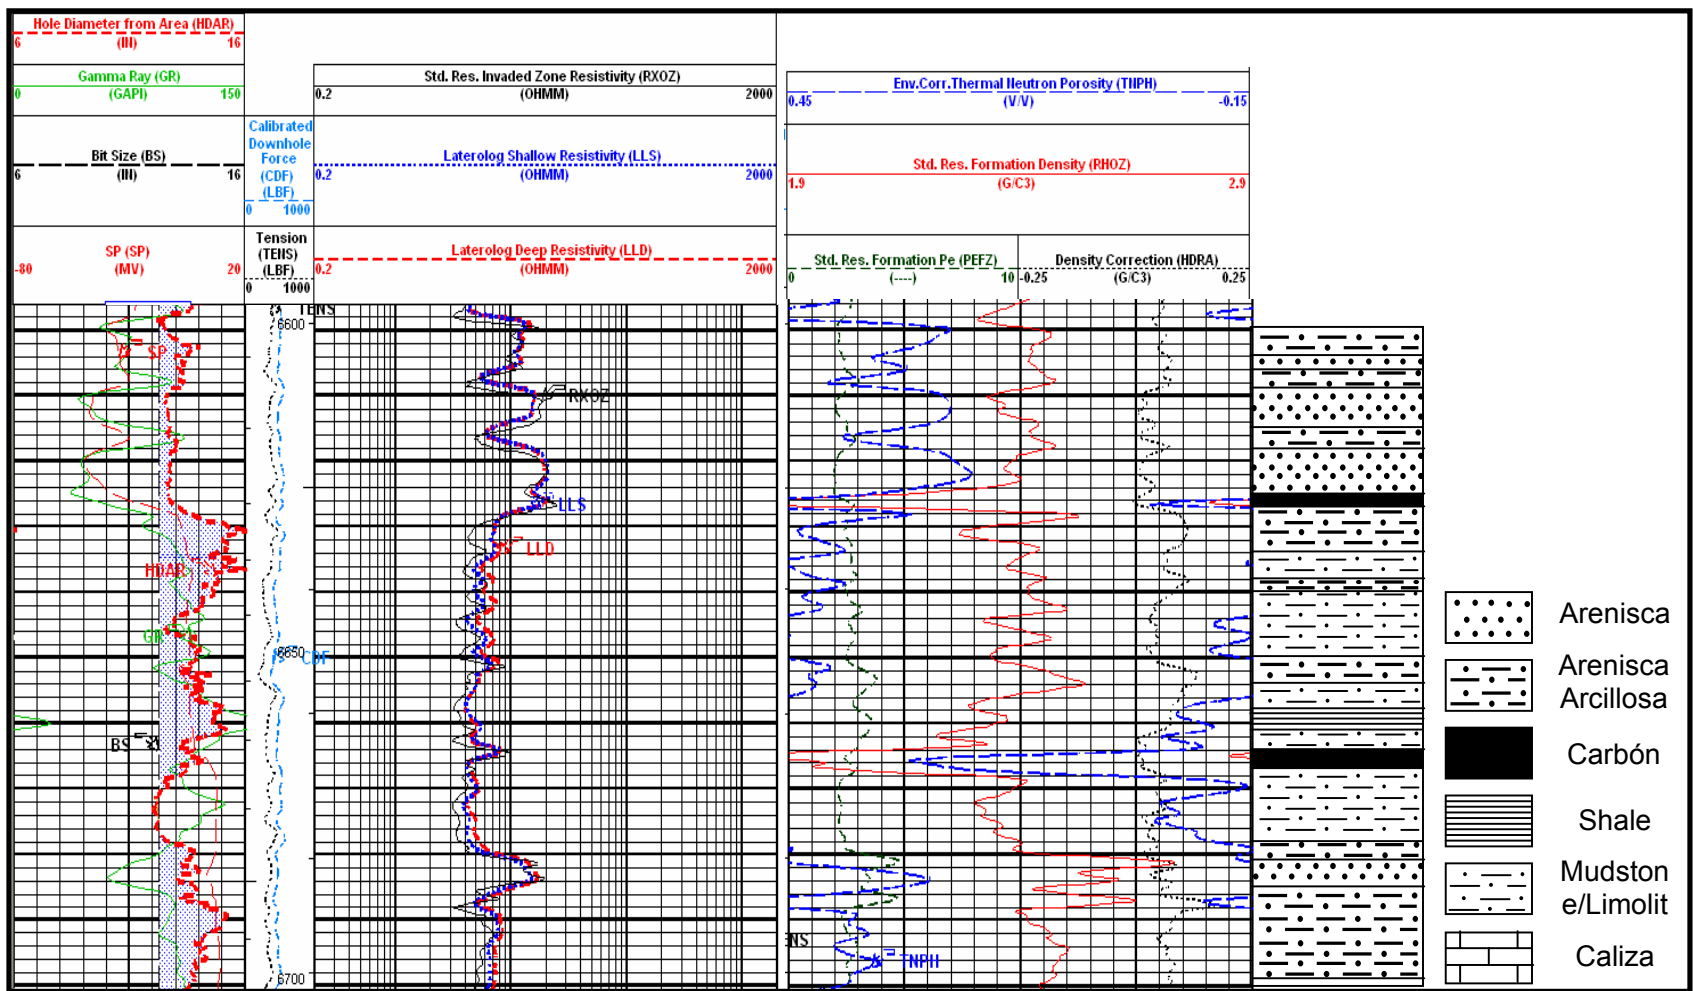 Hole Diameter from Area (HDAR)
6 (IN) 16
Gamma Ray (GR)
0 (GAPI) 150
Bit Size (BS)
6 (IN) 16
SP (SP)
-80 (MV) 20
Calibrated
Downhole
Force
(CDF)
(LBF)
0 1000
Tension
(TENS)
(LBF)
0 1000
Std. Res. Invaded Zone Resistivity (RXOZ)
0.2 (OHMM) 2000
Laterolog Shallow Resistivity (LLS)
0.2 (OHMM) 2000
Laterolog Deep Resistivity (LLD)
0.2 (OHMM) 2000
Env.Corr.Thermal Neutron Porosity (TNPH)
0.45 (V/V) -0.15
Std. Res. Formation Density (RHOZ)
1.9 (G/C3) 2.9
Std. Res. Formation Pe (PEFZ)
0 (----) 10
Density Correction (HDRA)
-0.25 (G/C3) 0.25
TENS
6600
SP
RXOZ
LLS
LLD
HDAR
GR
6650
CDF
BS
NS
TNPH
6700
Arenisca
Arenisca
Arcillosa
Carbón
Shale
Mudston
e/Limolit
Caliza